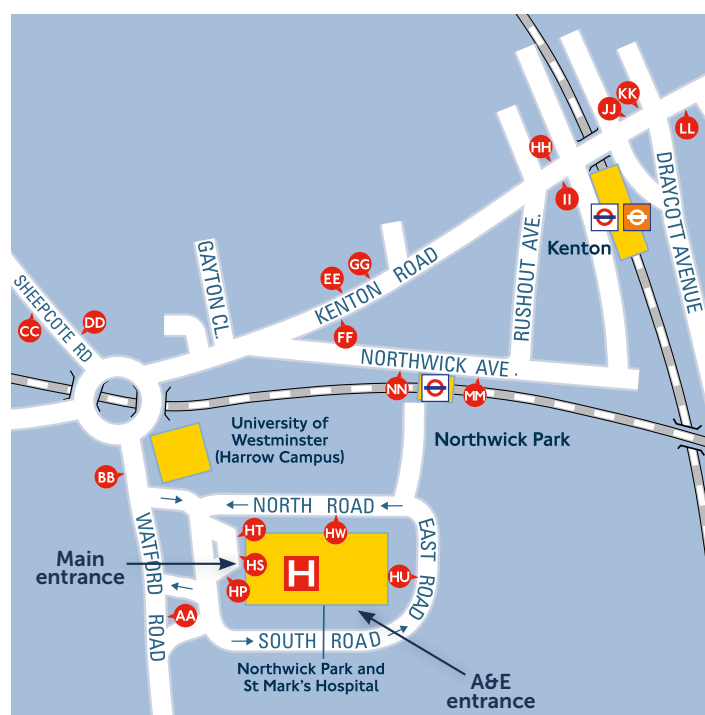 KK
JJ
LL
HH
II
DRAYCOTT AVENUE
RUSHOUT AVE.
Kenton
GAYTON CL.
EE
GG
KENTON ROAD
SHEEPCOTE RD
CC
DD
FF
NORTHWICK AVE.
NN
MM
Northwick Park
University of
Westminster
(Harrow Campus)
BB
NORTH ROAD
WATFORD ROAD
EAST ROAD
HT
HW
Main
entrance
HS
H
HU
HP
AA
SOUTH ROAD
Northwick Park and
St Mark's Hospital
A&E
entrance